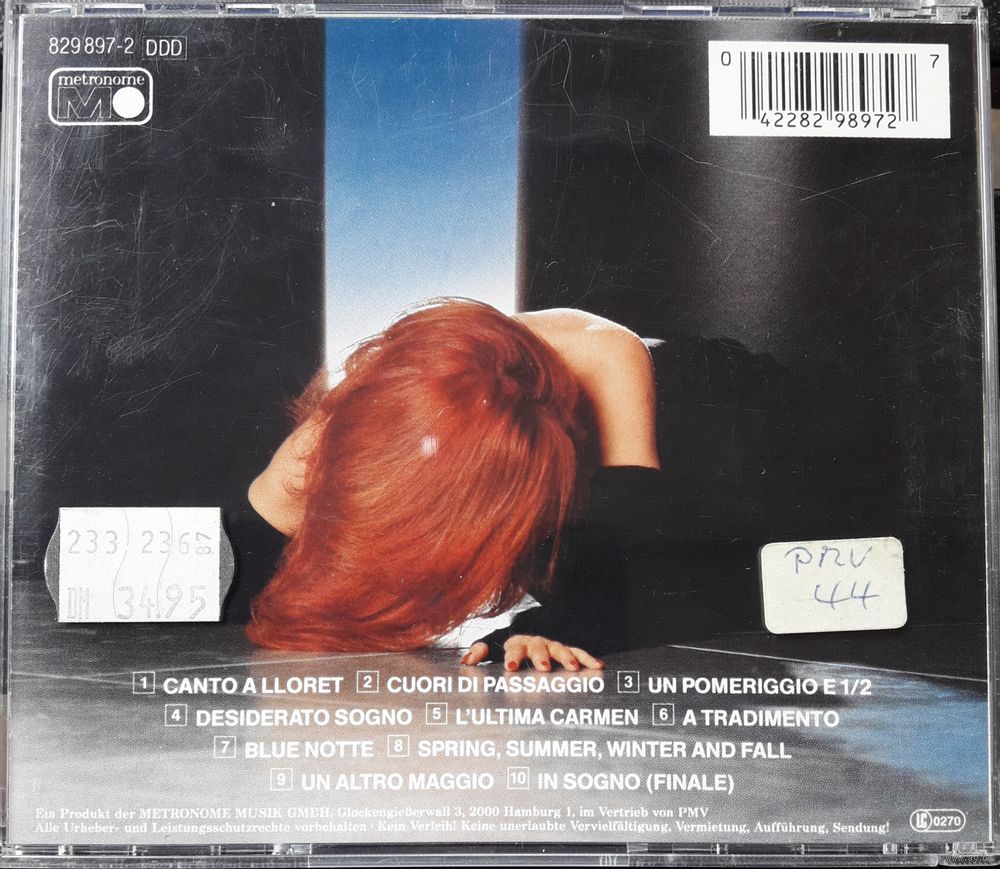 829 897-2 DDD
metronome
0 42282 98972 7
233 236 87
DM 34.95
PMV
44
1 CANTO A LLORET 2 CUORI DI PASSAGGIO 3 UN POMERIGGIO E 1/2
4 DESIDERATO SOGNO 5 L'ULTIMA CARMEN 6 A TRADIMENTO
7 BLUE NOTTE 8 SPRING, SUMMER, WINTER AND FALL
9 UN ALTRO MAGGIO 10 IN SOGNO (FINALE)
Ein Produkt der METRONOME MUSIK GMBH, Glockengießerwall 3, 2000 Hamburg 1, im Vertrieb von PMV
Alle Urheber- und Leistungsschutzrechte vorbehalten · Kein Verleih! Keine unerlaubte Vervielfältigung, Vermietung, Aufführung, Sendung!
LC 0270